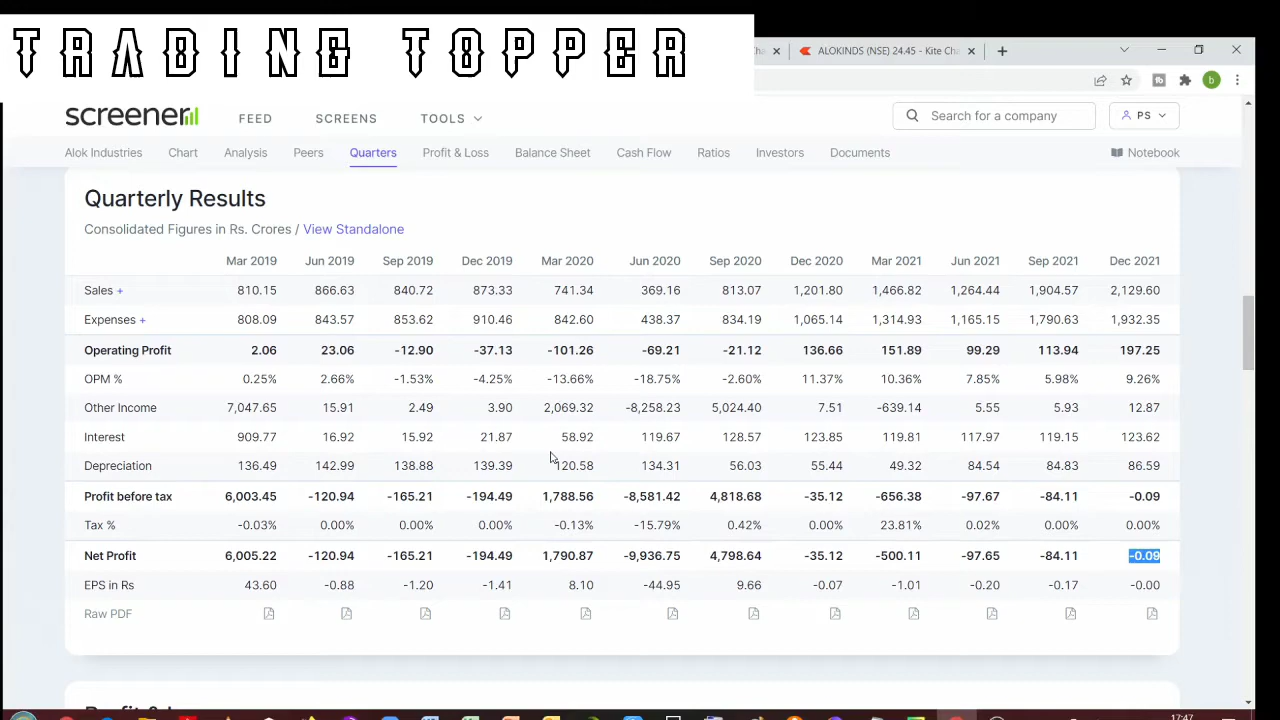 TRADING TOPPER
ALOKINDS (NSE) 24.45 - Kite Cha
screener
FEED SCREENS TOOLS
Search for a company
PS
Alok Industries Chart Analysis Peers Quarters Profit & Loss Balance Sheet Cash Flow Ratios Investors Documents Notebook
Quarterly Results
Consolidated Figures in Rs. Crores / View Standalone
Mar 2019 Jun 2019 Sep 2019 Dec 2019 Mar 2020 Jun 2020 Sep 2020 Dec 2020 Mar 2021 Jun 2021 Sep 2021 Dec 2021
Sales + 810.15 866.63 840.72 873.33 741.34 369.16 813.07 1,201.80 1,466.82 1,264.44 1,904.57 2,129.60
Expenses + 808.09 843.57 853.62 910.46 842.60 438.37 834.19 1,065.14 1,314.93 1,165.15 1,790.63 1,932.35
Operating Profit 2.06 23.06 -12.90 -37.13 -101.26 -69.21 -21.12 136.66 151.89 99.29 113.94 197.25
OPM % 0.25% 2.66% -1.53% -4.25% -13.66% -18.75% -2.60% 11.37% 10.36% 7.85% 5.98% 9.26%
Other Income 7,047.65 15.91 2.49 3.90 2,069.32 -8,258.23 5,024.40 7.51 -639.14 5.55 5.93 12.87
Interest 909.77 16.92 15.92 21.87 58.92 119.67 128.57 123.85 119.81 117.97 119.15 123.62
Depreciation 136.49 142.99 138.88 139.39 120.58 134.31 56.03 55.44 49.32 84.54 84.83 86.59
Profit before tax 6,003.45 -120.94 -165.21 -194.49 1,788.56 -8,581.42 4,818.68 -35.12 -656.38 -97.67 -84.11 -0.09
Tax % -0.03% 0.00% 0.00% 0.00% -0.13% -15.79% 0.42% 0.00% 23.81% 0.02% 0.00% 0.00%
Net Profit 6,005.22 -120.94 -165.21 -194.49 1,790.87 -9,936.75 4,798.64 -35.12 -500.11 -97.65 -84.11 -0.09
EPS in Rs 43.60 -0.88 -1.20 -1.41 8.10 -44.95 9.66 -0.07 -1.01 -0.20 -0.17 -0.00
Raw PDF
17:47